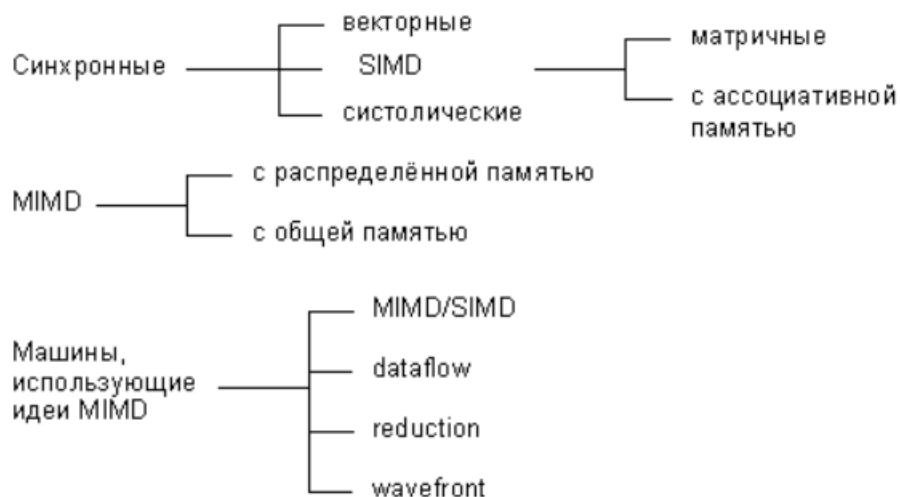 векторные
Синхронные SIMD матричные
систолические с ассоциативной
памятью
с распределённой памятью
MIMD
с общей памятью
MIMD/SIMD
Машины,
использующие dataflow
идеи MIMD
reduction
wavefront